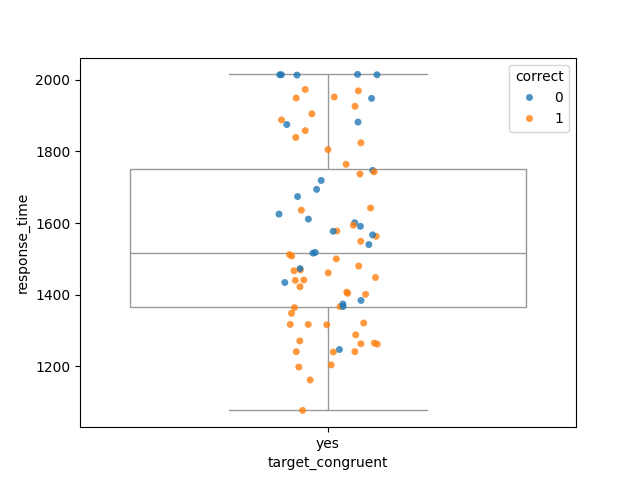 correct
0
1
2000
1800
1600
1400
1200
response_time
yes
target_congruent